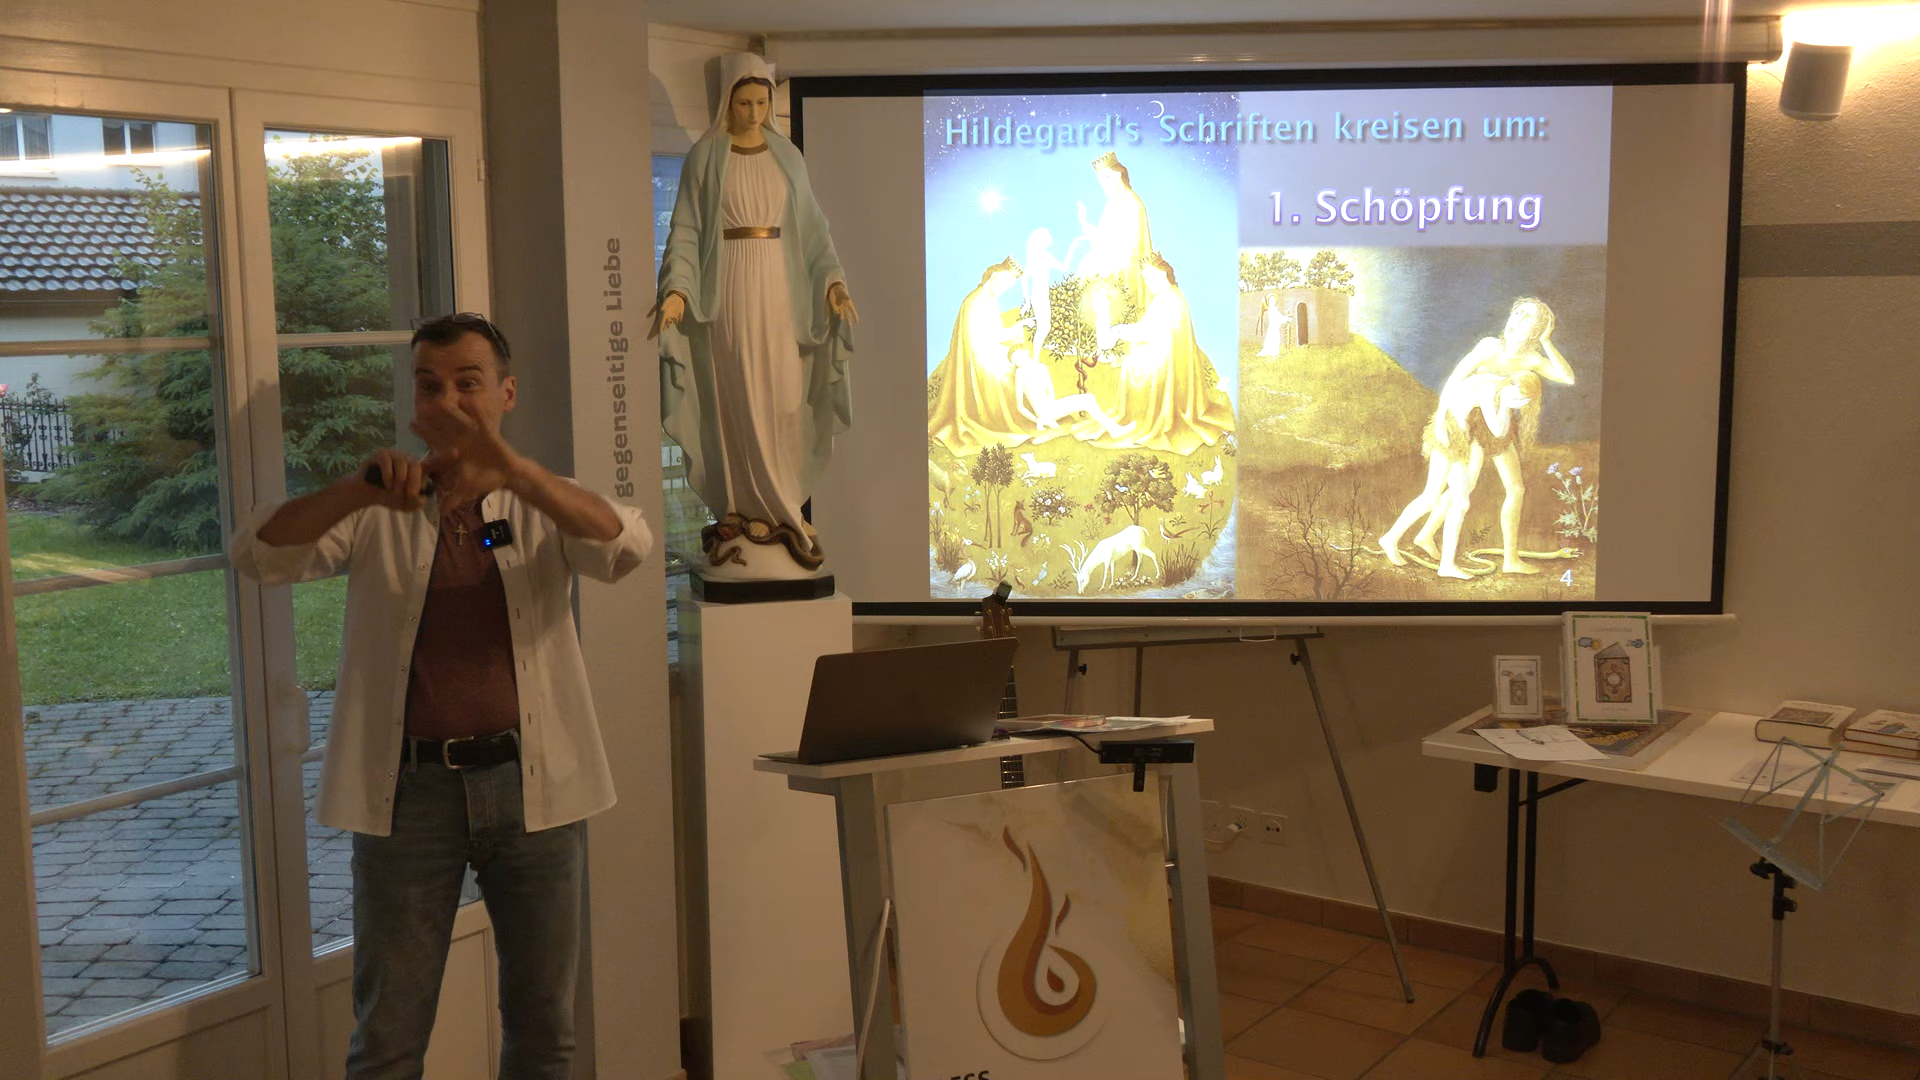 Hildegard's Schriften kreisen um:
1. Schöpfung
4
gegenseitige Liebe